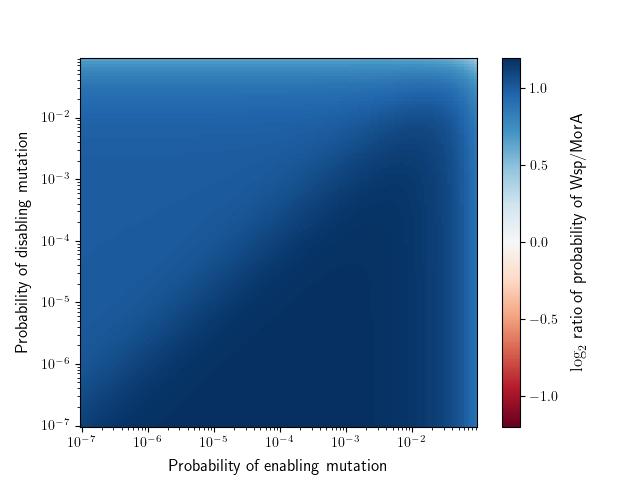 10⁻²
10⁻³
10⁻⁴
10⁻⁵
10⁻⁶
10⁻⁷
Probability of disabling mutation
10⁻⁷ 10⁻⁶ 10⁻⁵ 10⁻⁴ 10⁻³ 10⁻²
Probability of enabling mutation
1.0
0.5
0.0
−0.5
−1.0
log₂ ratio of probability of Wsp/MorA